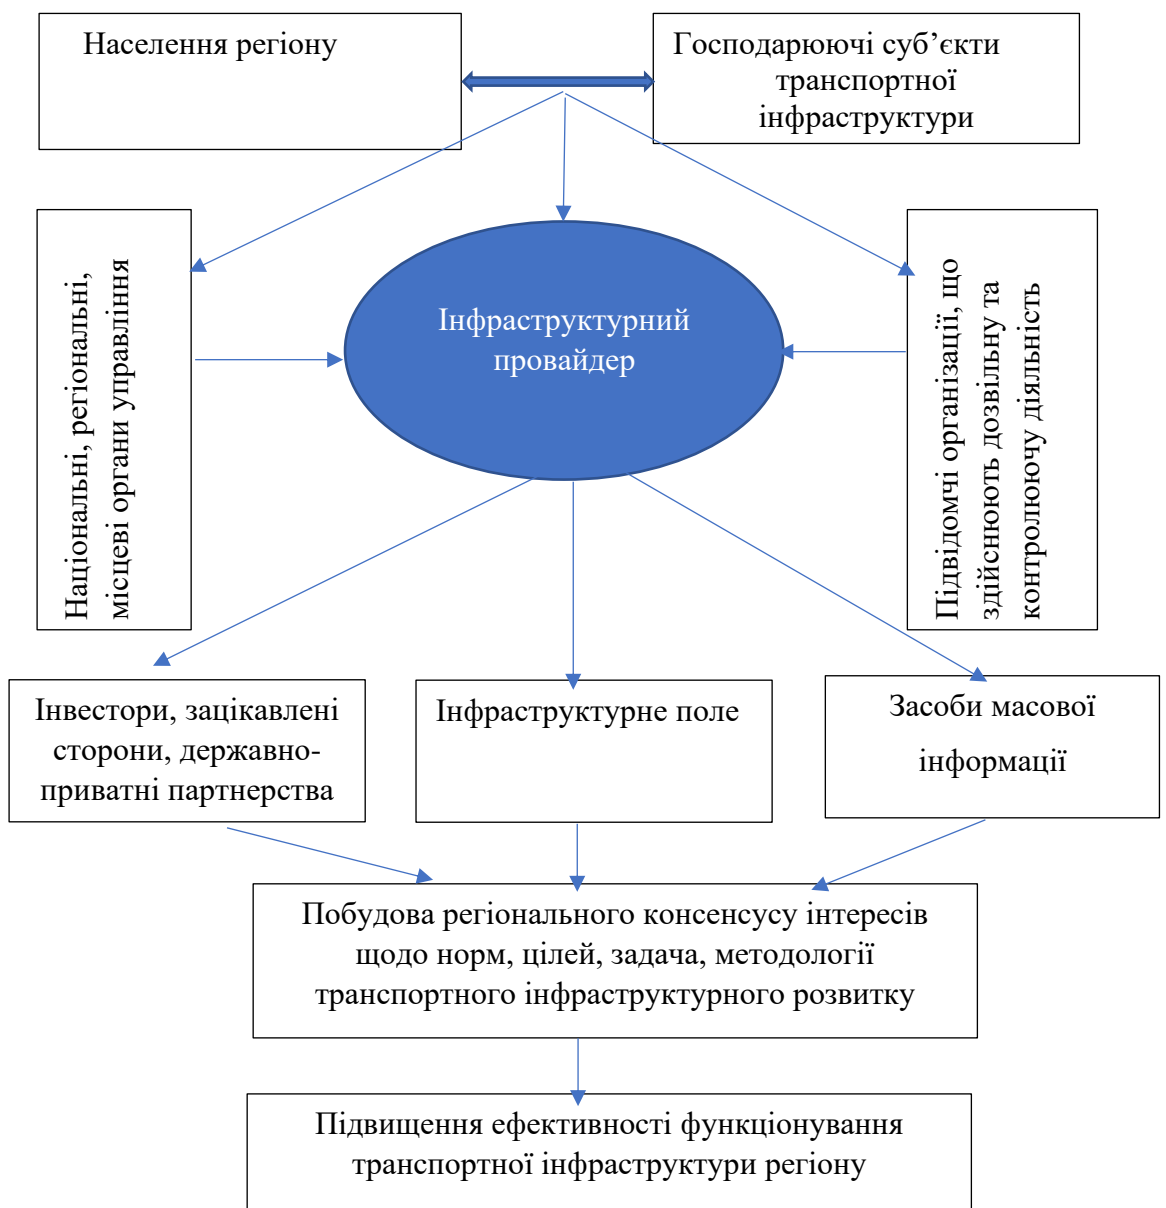 Населення регіону
Господарюючі суб’єкти
транспортної
інфраструктури
Національні, регіональні,
місцеві органи управління
Інфраструктурний
провайдер
Підвідомчі організації, що
здійснюють дозвільну та
контролюючу діяльність
Інвестори, зацікавлені
сторони, державно-
приватні партнерства
Інфраструктурне поле
Засоби масової
інформації
Побудова регіонального консенсусу інтересів
щодо норм, цілей, задача, методології
транспортного інфраструктурного розвитку
Підвищення ефективності функціонування
транспортної інфраструктури регіону